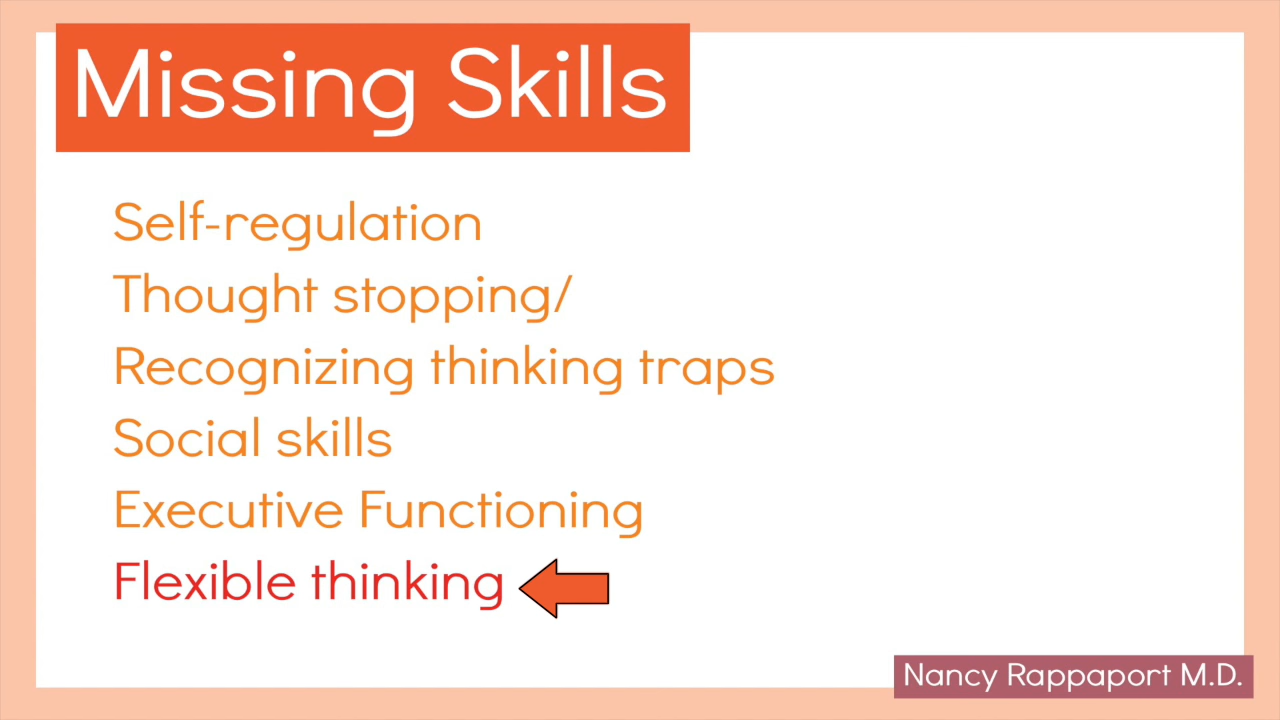 Missing Skills
Self-regulation
Thought stopping/
Recognizing thinking traps
Social skills
Executive Functioning
Flexible thinking
Nancy Rappaport M.D.